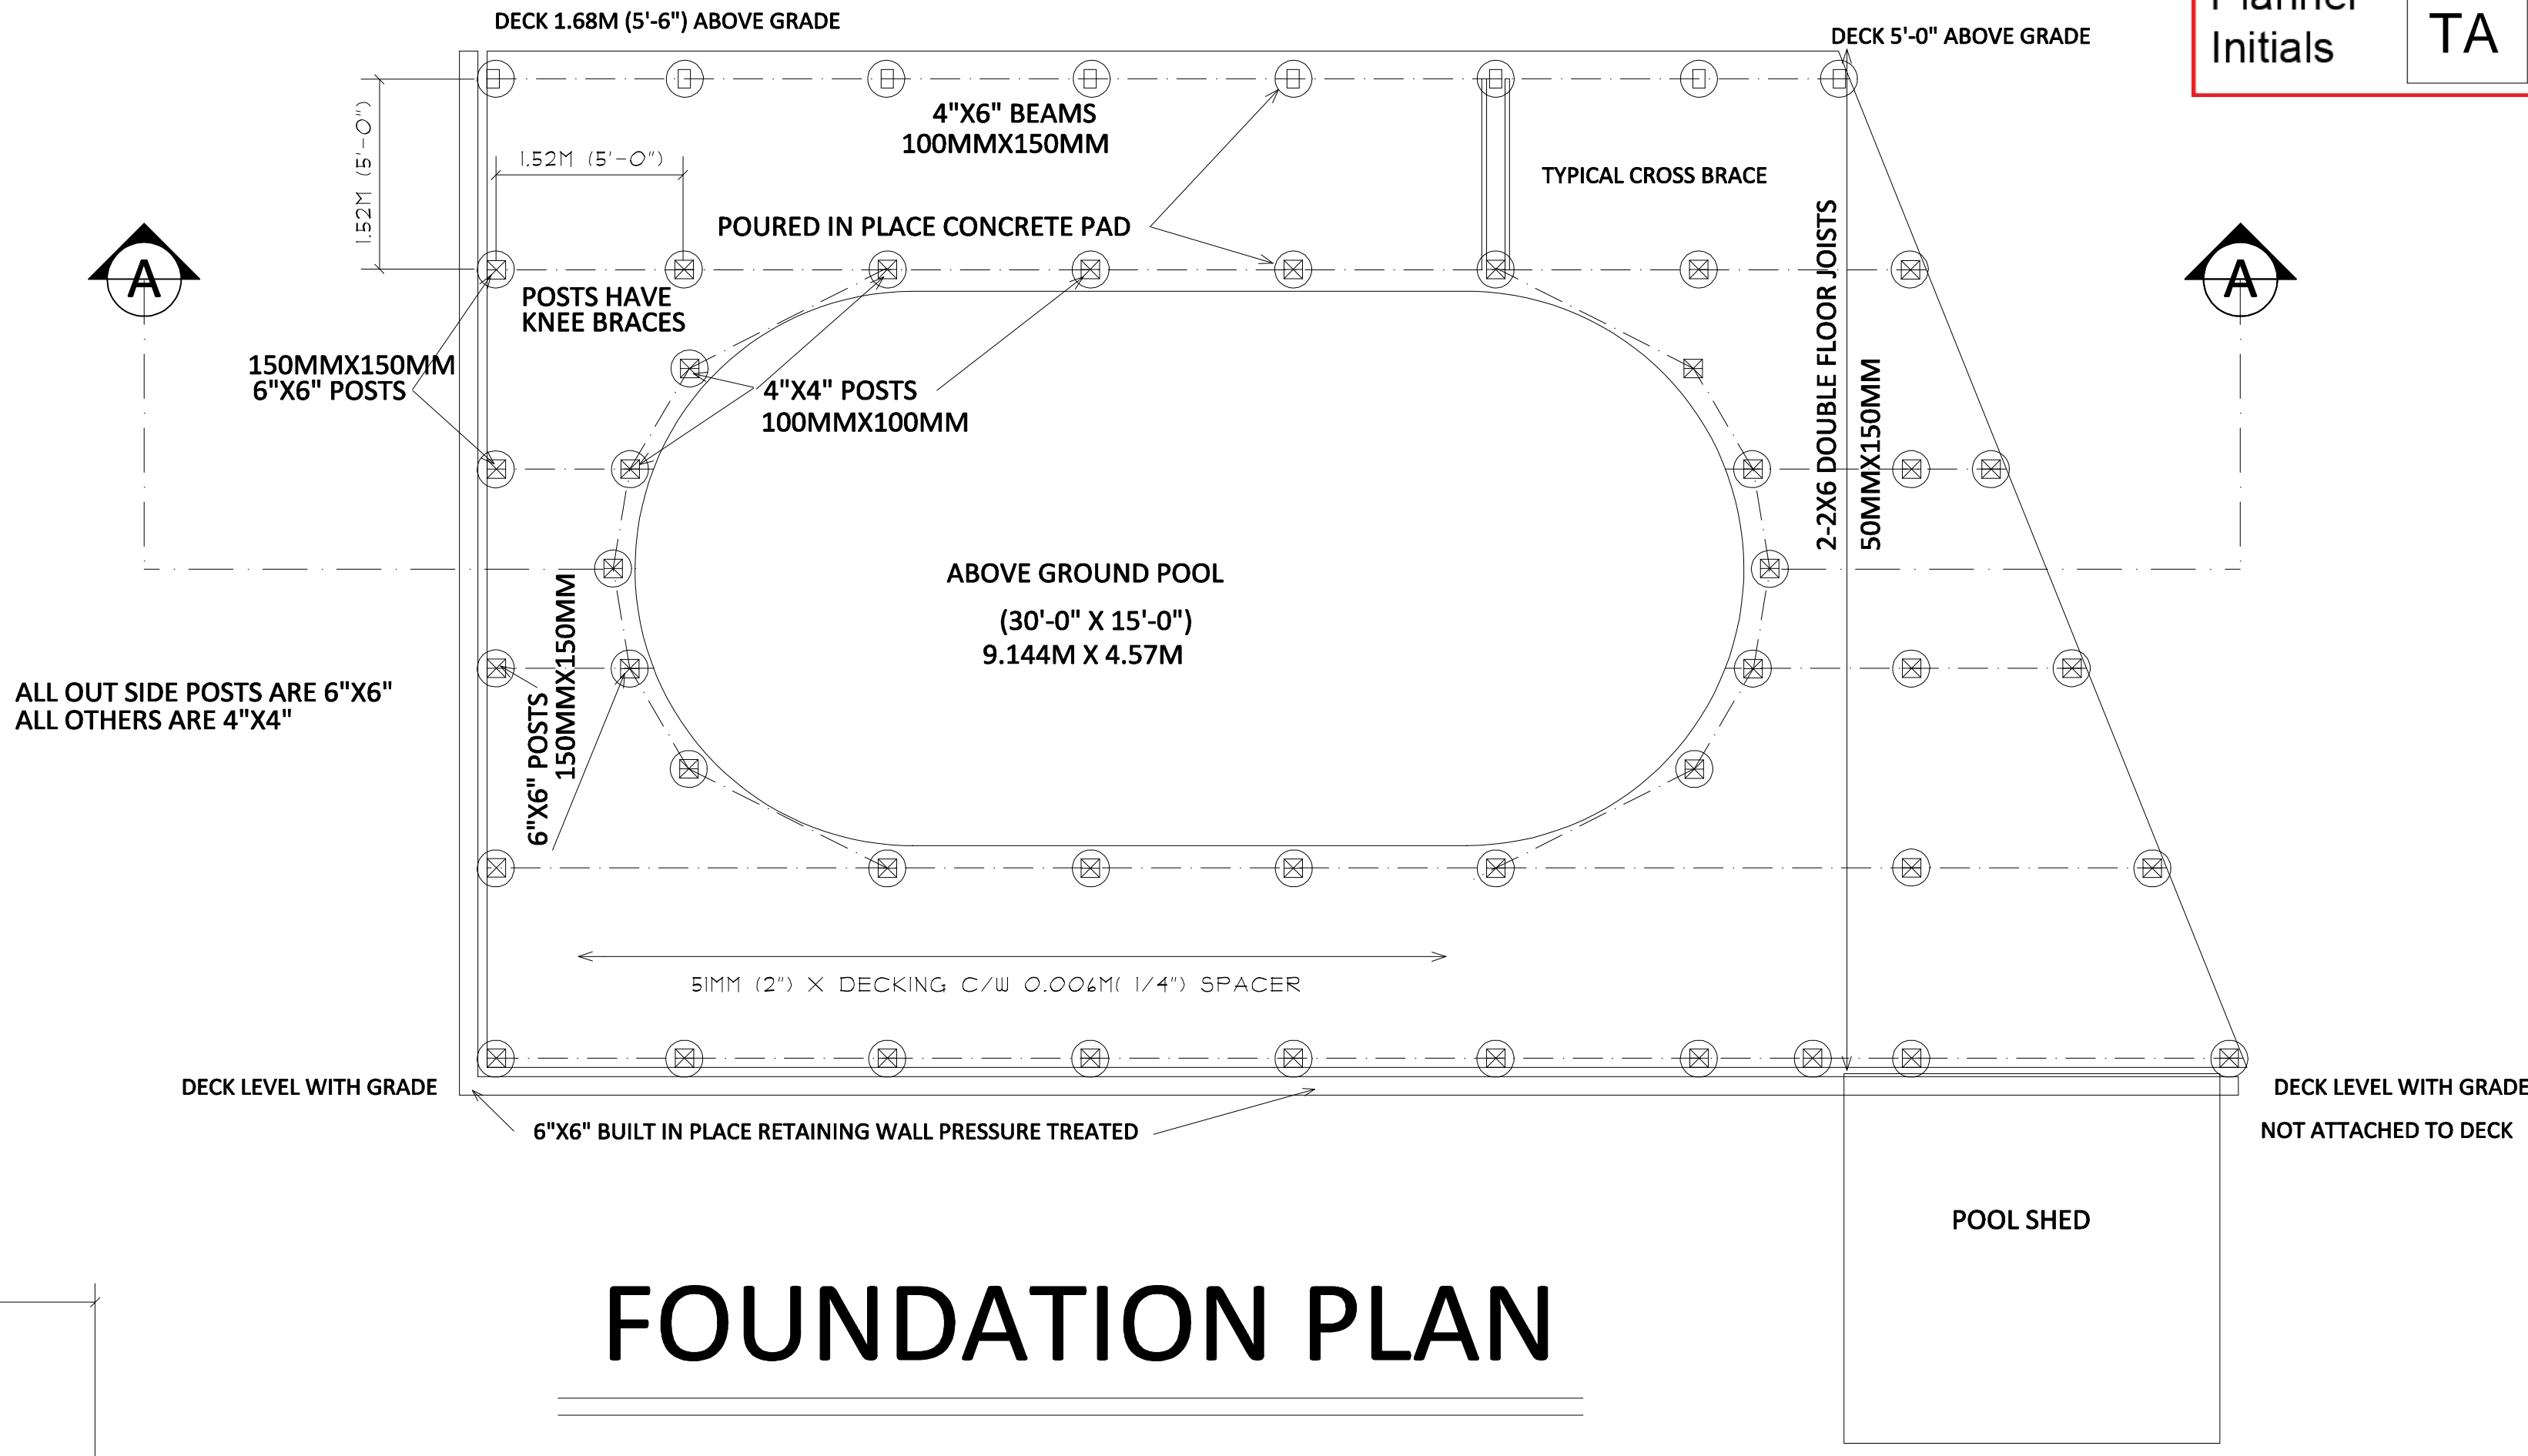 DECK 1.68M (5'-6") ABOVE GRADE
DECK 5'-0" ABOVE GRADE
Planner
Initials
TA
4"X6" BEAMS
100MMX150MM
1.52M (5'-0")
1.52M (5'-0")
TYPICAL CROSS BRACE
POURED IN PLACE CONCRETE PAD
A
A
POSTS HAVE
KNEE BRACES
150MMX150MM
6"X6" POSTS
4"X4" POSTS
100MMX100MM
2-2X6 DOUBLE FLOOR JOISTS
50MMX150MM
ABOVE GROUND POOL
(30'-0" X 15'-0")
9.144M X 4.57M
6"X6" POSTS
150MMX150MM
ALL OUT SIDE POSTS ARE 6"X6"
ALL OTHERS ARE 4"X4"
51MM (2") X DECKING C/W 0.006M( 1/4") SPACER
DECK LEVEL WITH GRADE
DECK LEVEL WITH GRADE
6"X6" BUILT IN PLACE RETAINING WALL PRESSURE TREATED
NOT ATTACHED TO DECK
POOL SHED
FOUNDATION PLAN